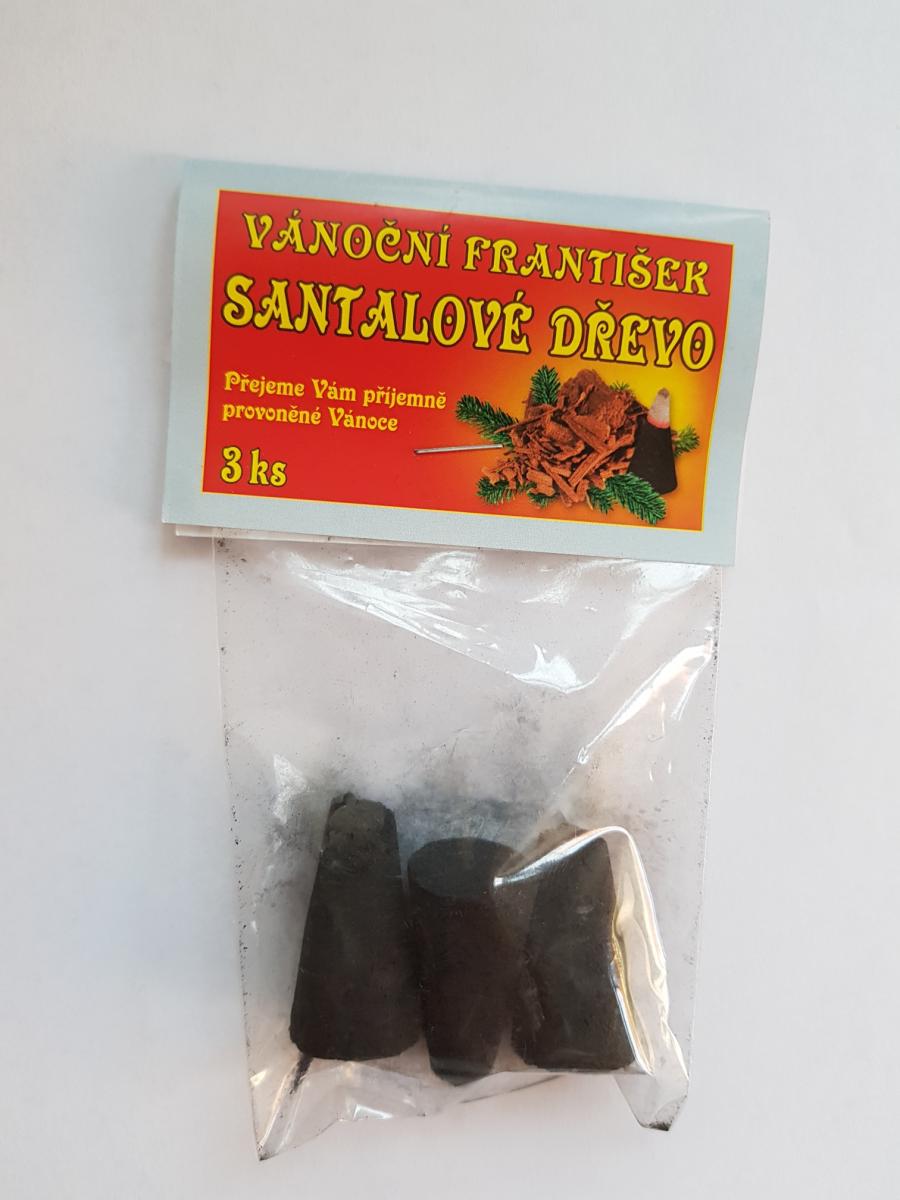 VÁNOČNÍ FRANTIŠEK
SANTALOVÉ DŘEVO
Přejeme Vám příjemně
provoněné Vánoce
3 ks